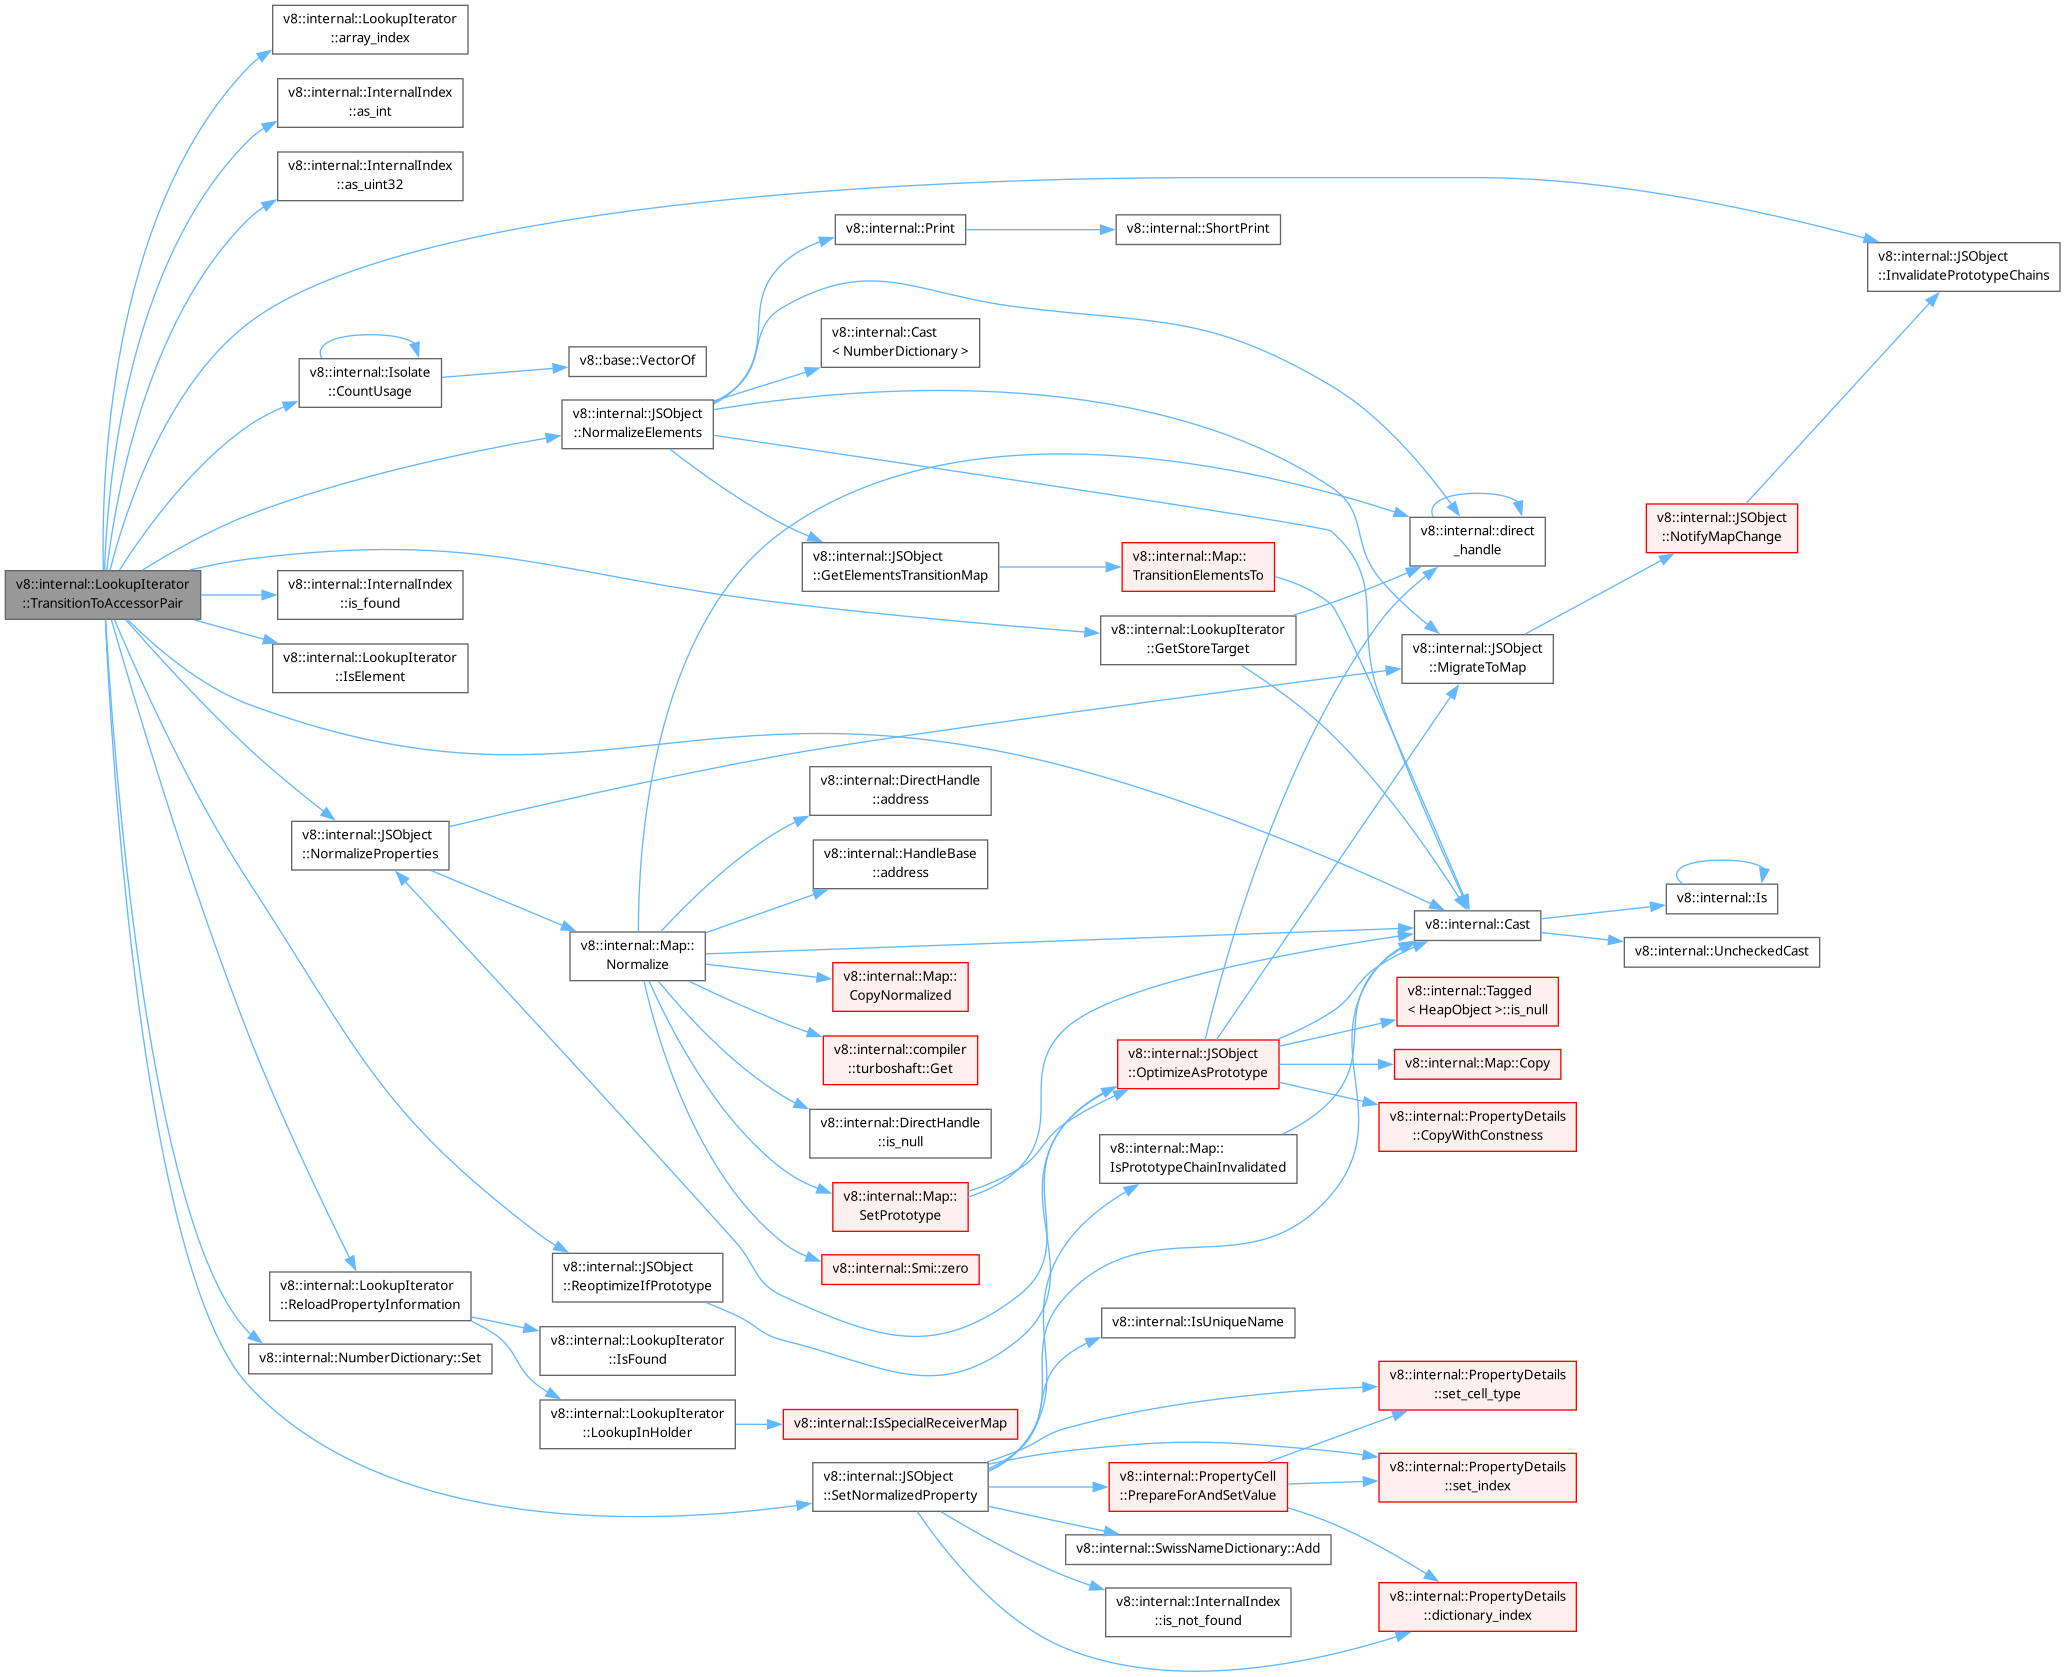 v8::internal::LookupIterator
::array_index
v8::internal::InternalIndex
::as_int
v8::internal::InternalIndex
::as_uint32
v8::internal::Print
v8::internal::ShortPrint
v8::internal::JSObject
::InvalidatePrototypeChains
v8::internal::Cast
< NumberDictionary >
v8::base::VectorOf
v8::internal::Isolate
::CountUsage
v8::internal::JSObject
::NormalizeElements
v8::internal::direct
_handle
v8::internal::JSObject
::NotifyMapChange
v8::internal::JSObject
::GetElementsTransitionMap
v8::internal::Map::
TransitionElementsTo
v8::internal::LookupIterator
::TransitionToAccessorPair
v8::internal::InternalIndex
::is_found
v8::internal::LookupIterator
::GetStoreTarget
v8::internal::JSObject
::MigrateToMap
v8::internal::LookupIterator
::IsElement
v8::internal::DirectHandle
::address
v8::internal::JSObject
::NormalizeProperties
v8::internal::HandleBase
::address
v8::internal::Is
v8::internal::Cast
v8::internal::UncheckedCast
v8::internal::Map::
Normalize
v8::internal::Map::
CopyNormalized
v8::internal::Tagged
< HeapObject >::is_null
v8::internal::compiler
::turboshaft::Get
v8::internal::JSObject
::OptimizeAsPrototype
v8::internal::Map::Copy
v8::internal::PropertyDetails
::CopyWithConstness
v8::internal::DirectHandle
::is_null
v8::internal::Map::
IsPrototypeChainInvalidated
v8::internal::Map::
SetPrototype
v8::internal::Smi::zero
v8::internal::JSObject
::ReoptimizeIfPrototype
v8::internal::LookupIterator
::ReloadPropertyInformation
v8::internal::IsUniqueName
v8::internal::LookupIterator
::IsFound
v8::internal::NumberDictionary::Set
v8::internal::PropertyDetails
::set_cell_type
v8::internal::LookupIterator
::LookupInHolder
v8::internal::IsSpecialReceiverMap
v8::internal::JSObject
::SetNormalizedProperty
v8::internal::PropertyCell
::PrepareForAndSetValue
v8::internal::PropertyDetails
::set_index
v8::internal::SwissNameDictionary::Add
v8::internal::InternalIndex
::is_not_found
v8::internal::PropertyDetails
::dictionary_index